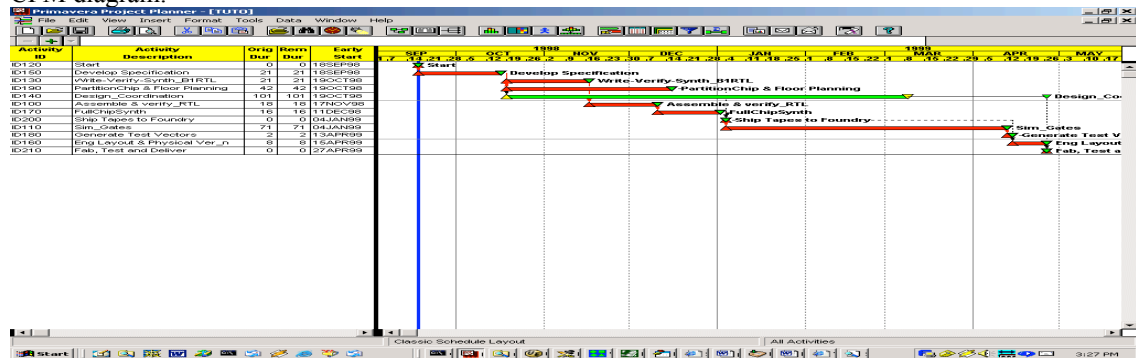 CPM diagram.
Primavera Project Planner - [TUTO]
File Edit View Insert Format Tools Data Window Help
Activity ID Activity Description Orig Dur Rem Dur Early Start
1998 1999
SEP OCT NOV DEC JAN FEB MAR APR MAY
ID120 Start 0 0 18SEP98 Start
ID150 Develop Specification 21 21 18SEP98 Develop Specification
ID130 Write-Verify-Synth_B1RTL 21 21 19OCT98 Write-Verify-Synth_B1RTL
ID190 PartitionChip & Floor Planning 42 42 19OCT98 PartitionChip & Floor Planning
ID140 Design_Coordination 101 101 19OCT98 Design_Co-
ID100 Assemble & verify_RTL 18 18 17NOV98 Assemble & verify_RTL
ID170 FullChipSynth 16 16 11DEC98 FullChipSynth
ID200 Ship Tapes to Foundry 0 0 04JAN99 Ship Tapes to Foundry
ID110 Sim_Gates 71 71 04JAN99 Sim_Gates
ID180 Generate Test Vectors 2 2 13APR99 Generate Test V
ID160 Eng Layout & Physical Ver_n 8 8 15APR99 Eng Layout
ID210 Fab, Test and Deliver 0 0 27APR99 Fab, Test a
Classic Schedule Layout All Activities
Start 3:27 PM